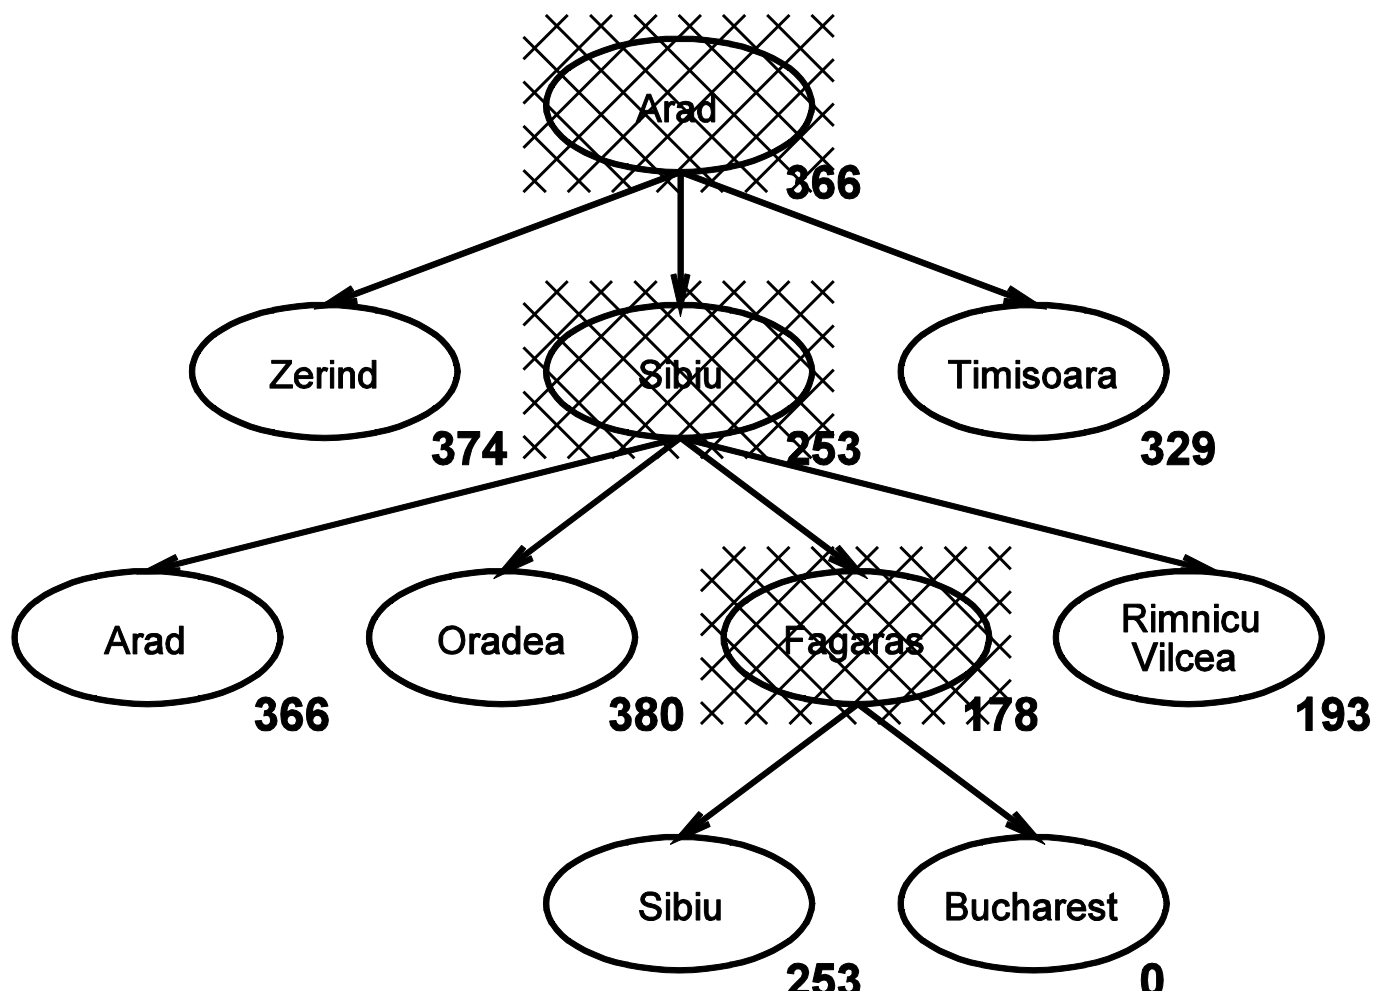 Arad
366
Zerind
374
Sibiu
253
Timisoara
329
Arad
366
Oradea
380
Fagaras
178
Rimnicu
Vilcea
193
Sibiu
253
Bucharest
0